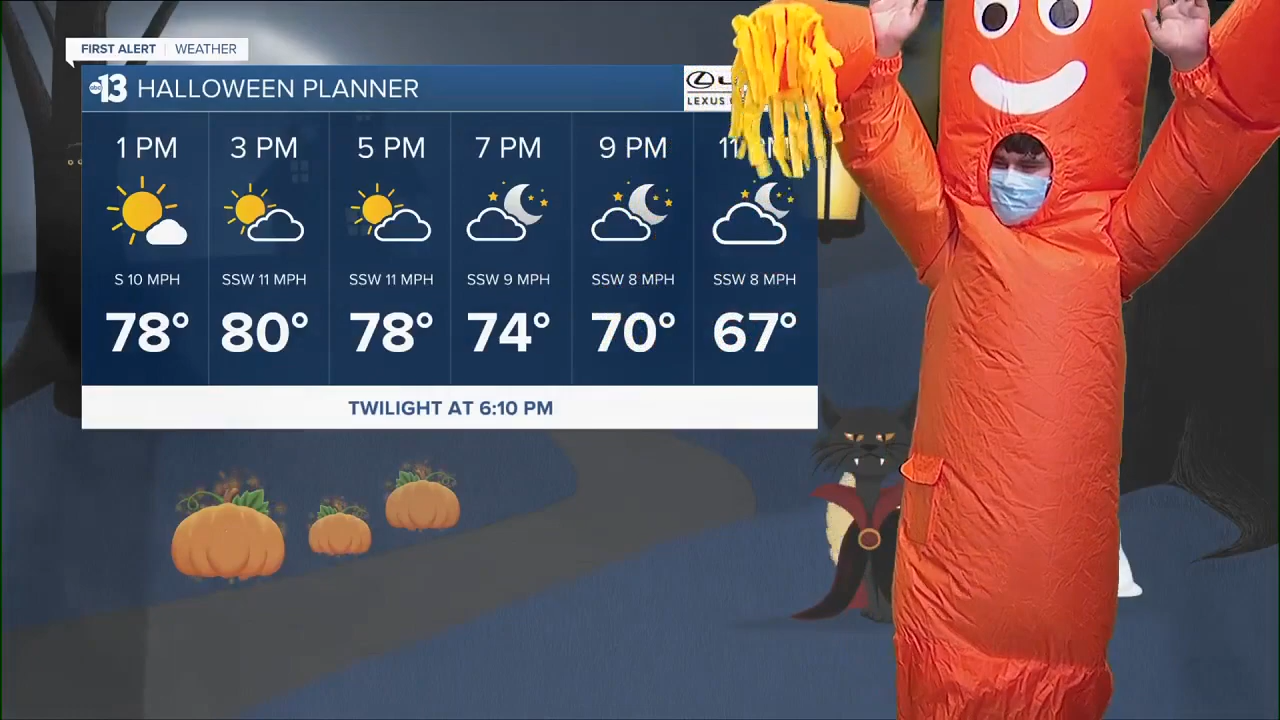 FIRST ALERT | WEATHER
abc 13 HALLOWEEN PLANNER
LEXUS
1 PM 3 PM 5 PM 7 PM 9 PM
S 10 MPH SSW 11 MPH SSW 11 MPH SSW 9 MPH SSW 8 MPH SSW 8 MPH
78° 80° 78° 74° 70° 67°
TWILIGHT AT 6:10 PM